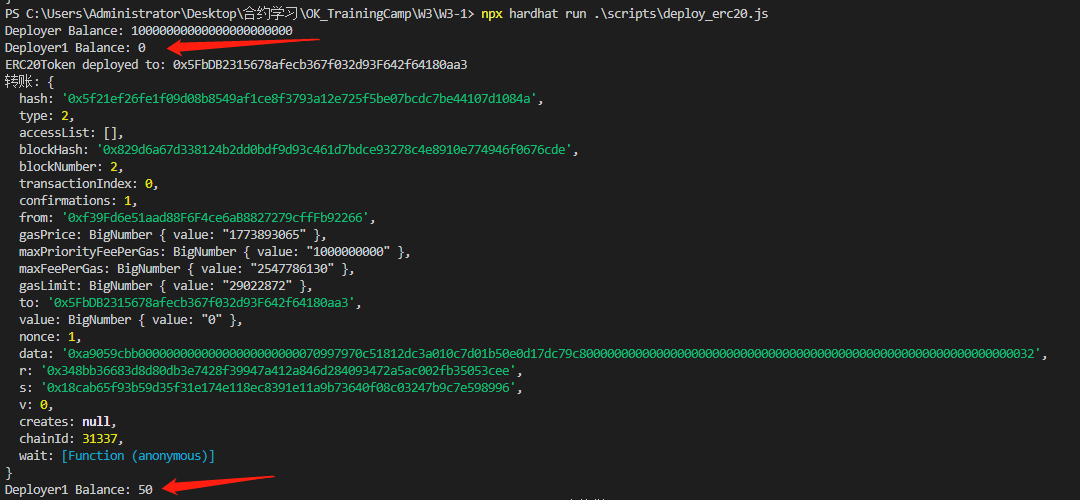 PS C:\Users\Administrator\Desktop\合约学习\OK_TrainingCamp\W3\W3-1> npx hardhat run .\scripts\deploy_erc20.js
Deployer Balance: 10000000000000000000000
Deployer1 Balance: 0
ERC20Token deployed to: 0x5FbDB2315678afecb367f032d93F642f64180aa3
转账: {
  hash: '0x5f21ef26fe1f09d08b8549af1ce8f3793a12e725f5be07bcdc7be44107d1084a',
  type: 2,
  accessList: [],
  blockHash: '0x829d6a67d338124b2dd0bdf9d93c461d7bdce93278c4e8910e774946f0676cde',
  blockNumber: 2,
  transactionIndex: 0,
  confirmations: 1,
  from: '0xf39Fd6e51aad88F6F4ce6aB8827279cffFb92266',
  gasPrice: BigNumber { value: "1773893065" },
  maxPriorityFeePerGas: BigNumber { value: "1000000000" },
  maxFeePerGas: BigNumber { value: "2547786130" },
  gasLimit: BigNumber { value: "29022872" },
  to: '0x5FbDB2315678afecb367f032d93F642f64180aa3',
  value: BigNumber { value: "0" },
  nonce: 1,
  data: '0xa9059cbb00000000000000000000000070997970c51812dc3a010c7d01b50e0d17dc79c80000000000000000000000000000000000000000000000000000000000000032',
  r: '0x348bb36683d8d80db3e7428f39947a412a846d284093472a5ac002fb35053cee',
  s: '0x18cab65f93b59d35f31e174e118ec8391e11a9b73640f08c03247b9c7e598996',
  v: 0,
  creates: null,
  chainId: 31337,
  wait: [Function (anonymous)]
}
Deployer1 Balance: 50